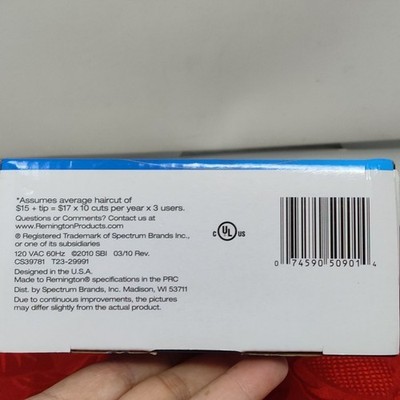 *Assumes average haircut of
$15 + tip = $17 x 10 cuts per year x 3 users.
Questions or Comments? Contact us at
www.RemingtonProducts.com
® Registered Trademark of Spectrum Brands Inc.,
or one of its subsidiaries
120 VAC 60Hz ©2010 SBI 03/10 Rev.
CS39781 T23-29991
Designed in the U.S.A.
Made to Remington® specifications in the PRC
Dist. by Spectrum Brands, Inc. Madison, WI 53711
Due to continuous improvements, the pictures
may differ slightly from the actual product.
C UL US
0 74590 50901 4